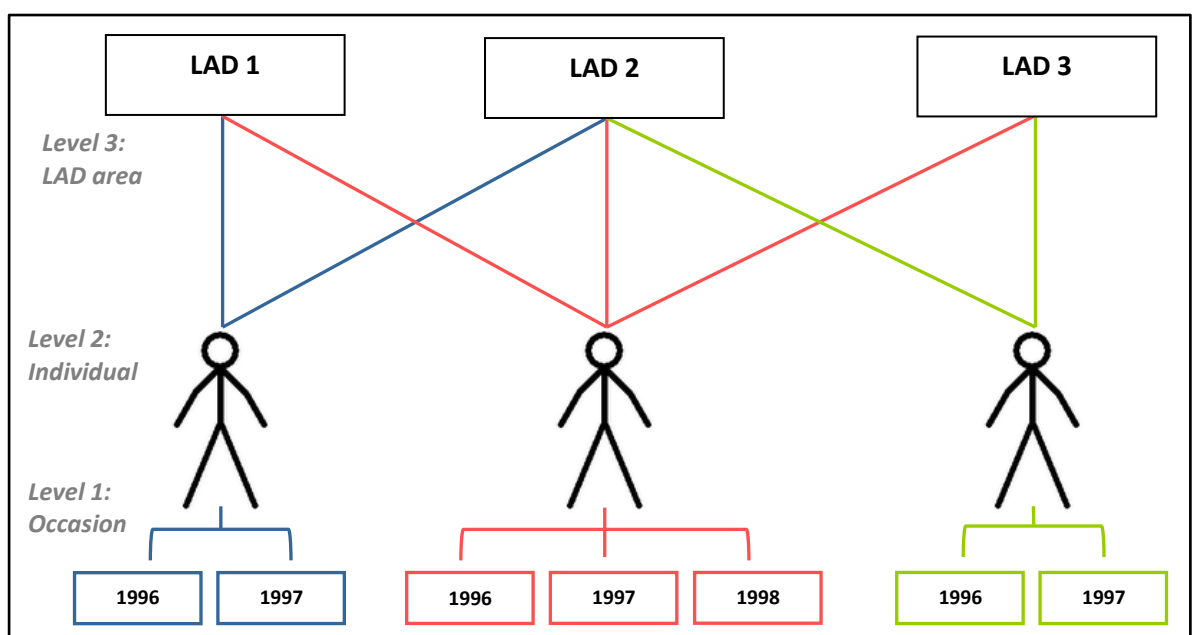 LAD 1
LAD 2
LAD 3
Level 3:
LAD area
Level 2:
Individual
Level 1:
Occasion
1996
1997
1996
1997
1998
1996
1997